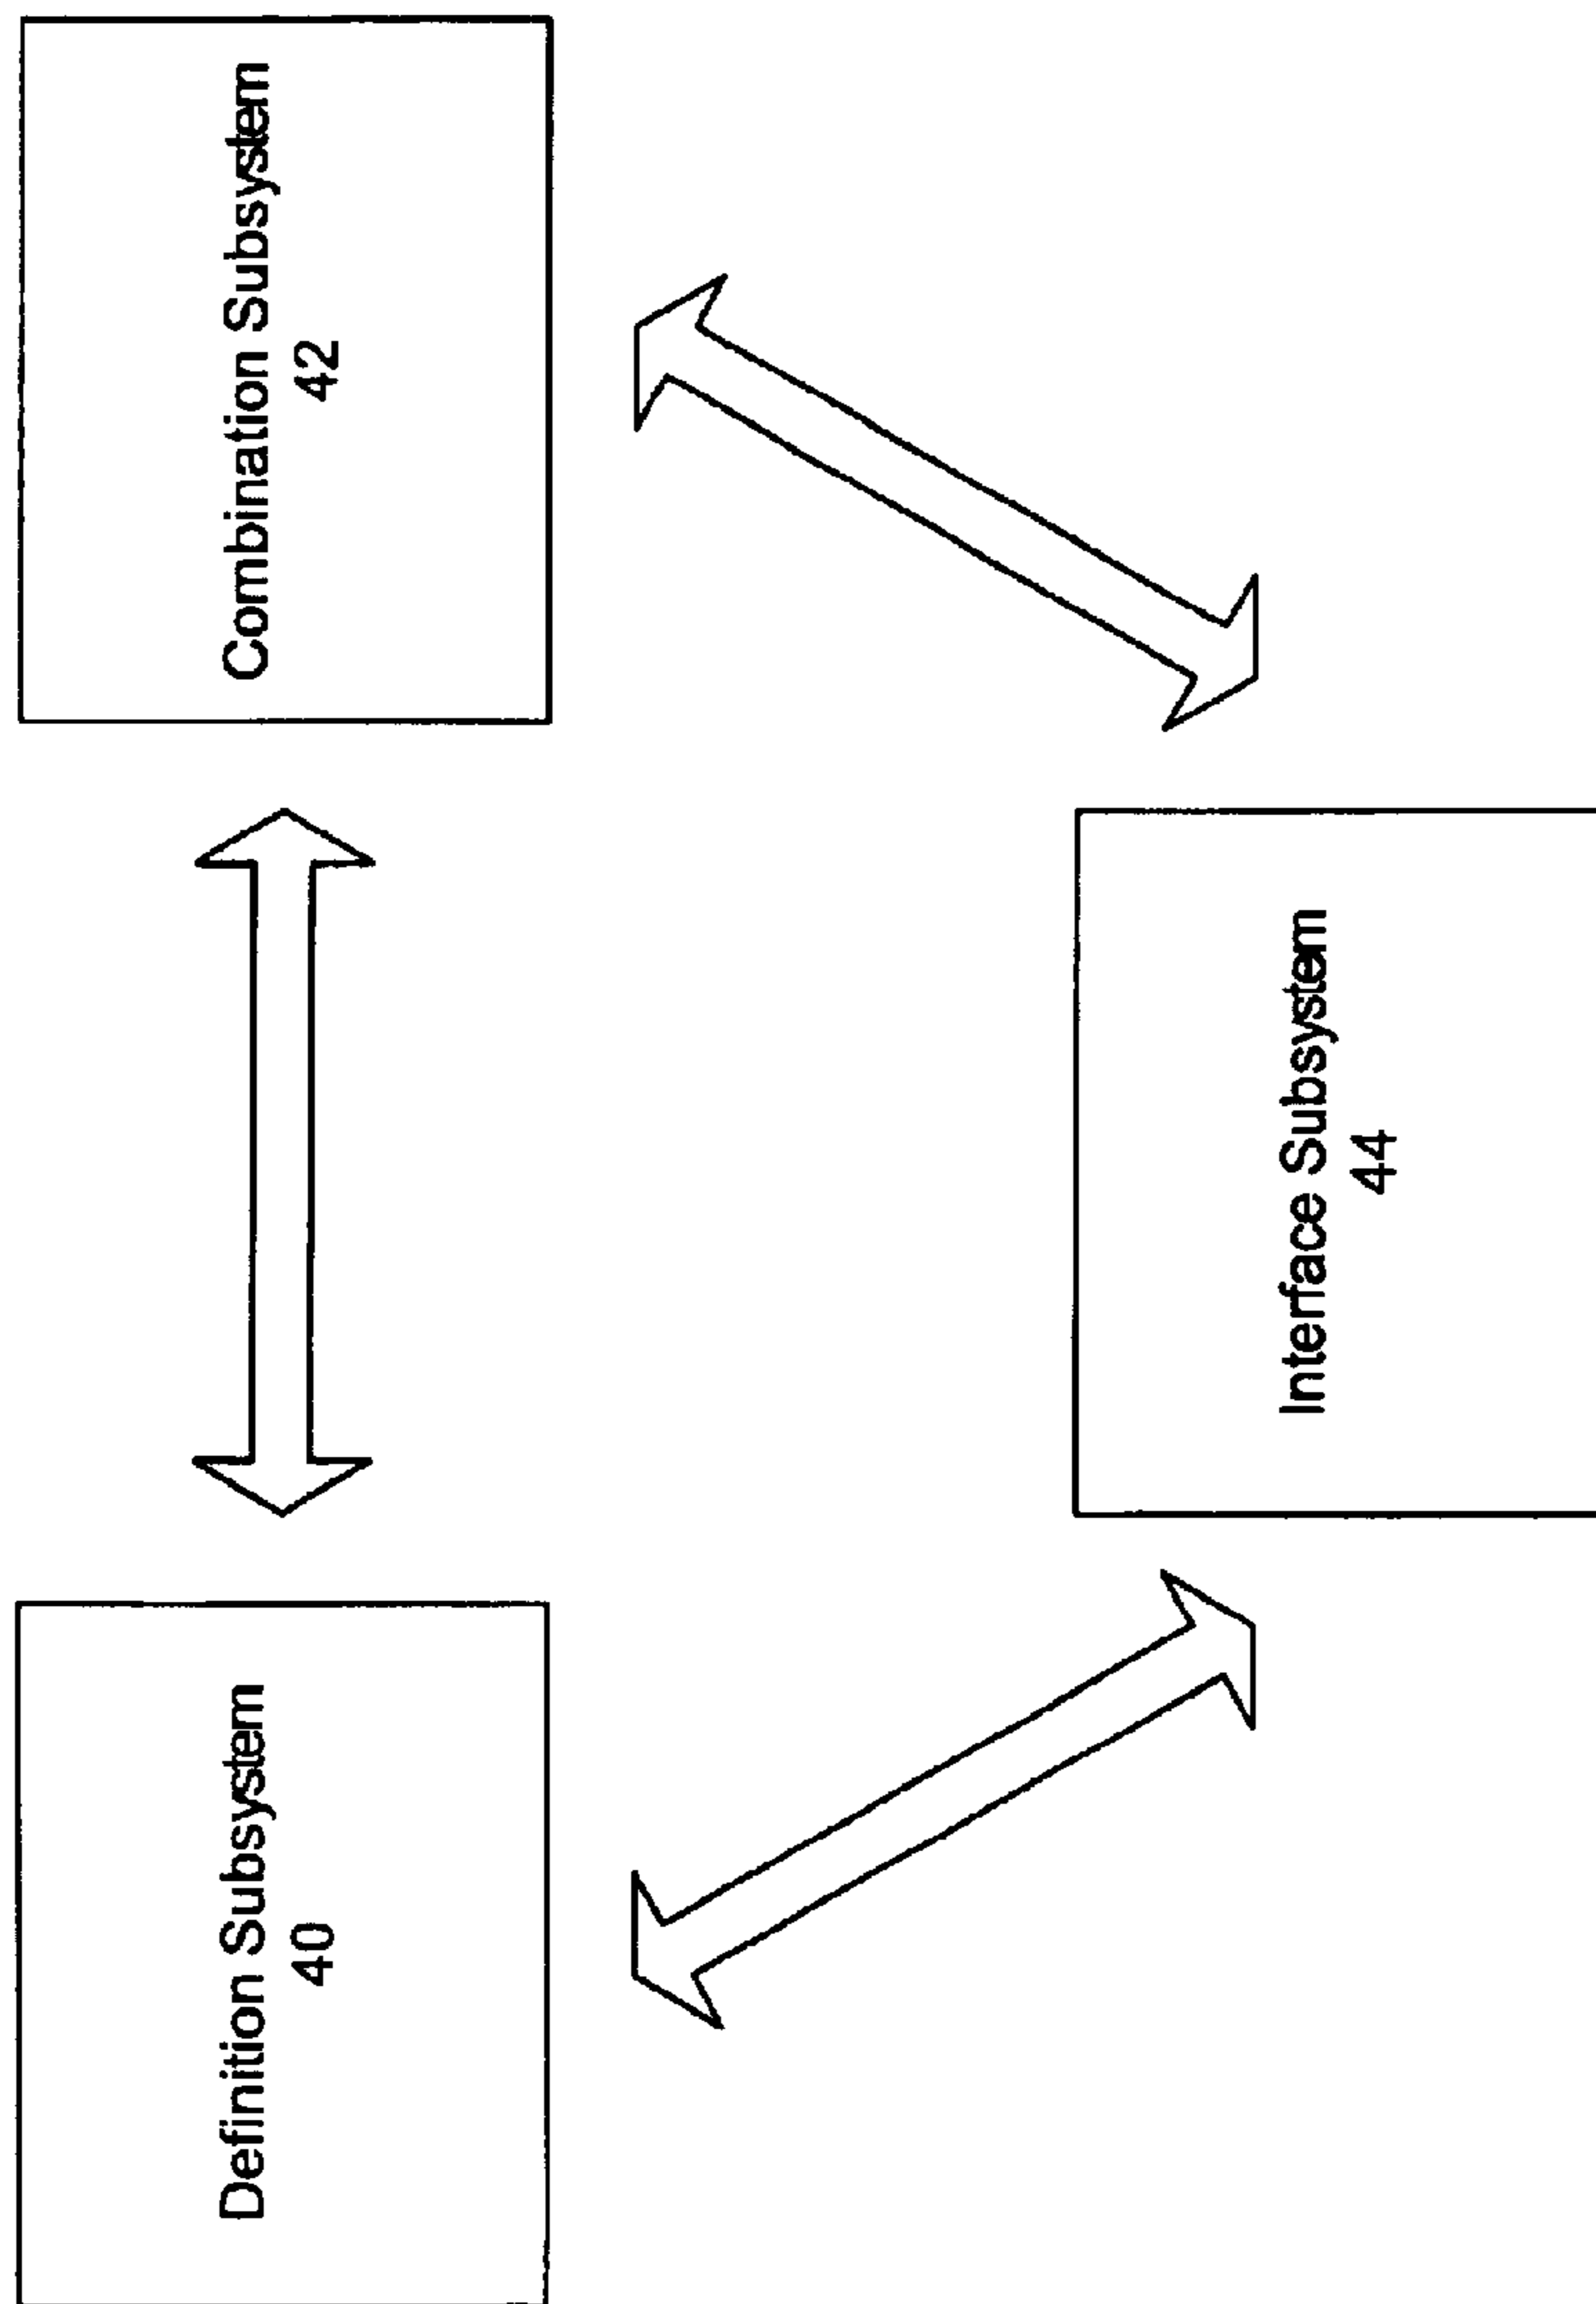 Definition Subsystem
40
Combination Subsystem
42
Interface Subsystem
44